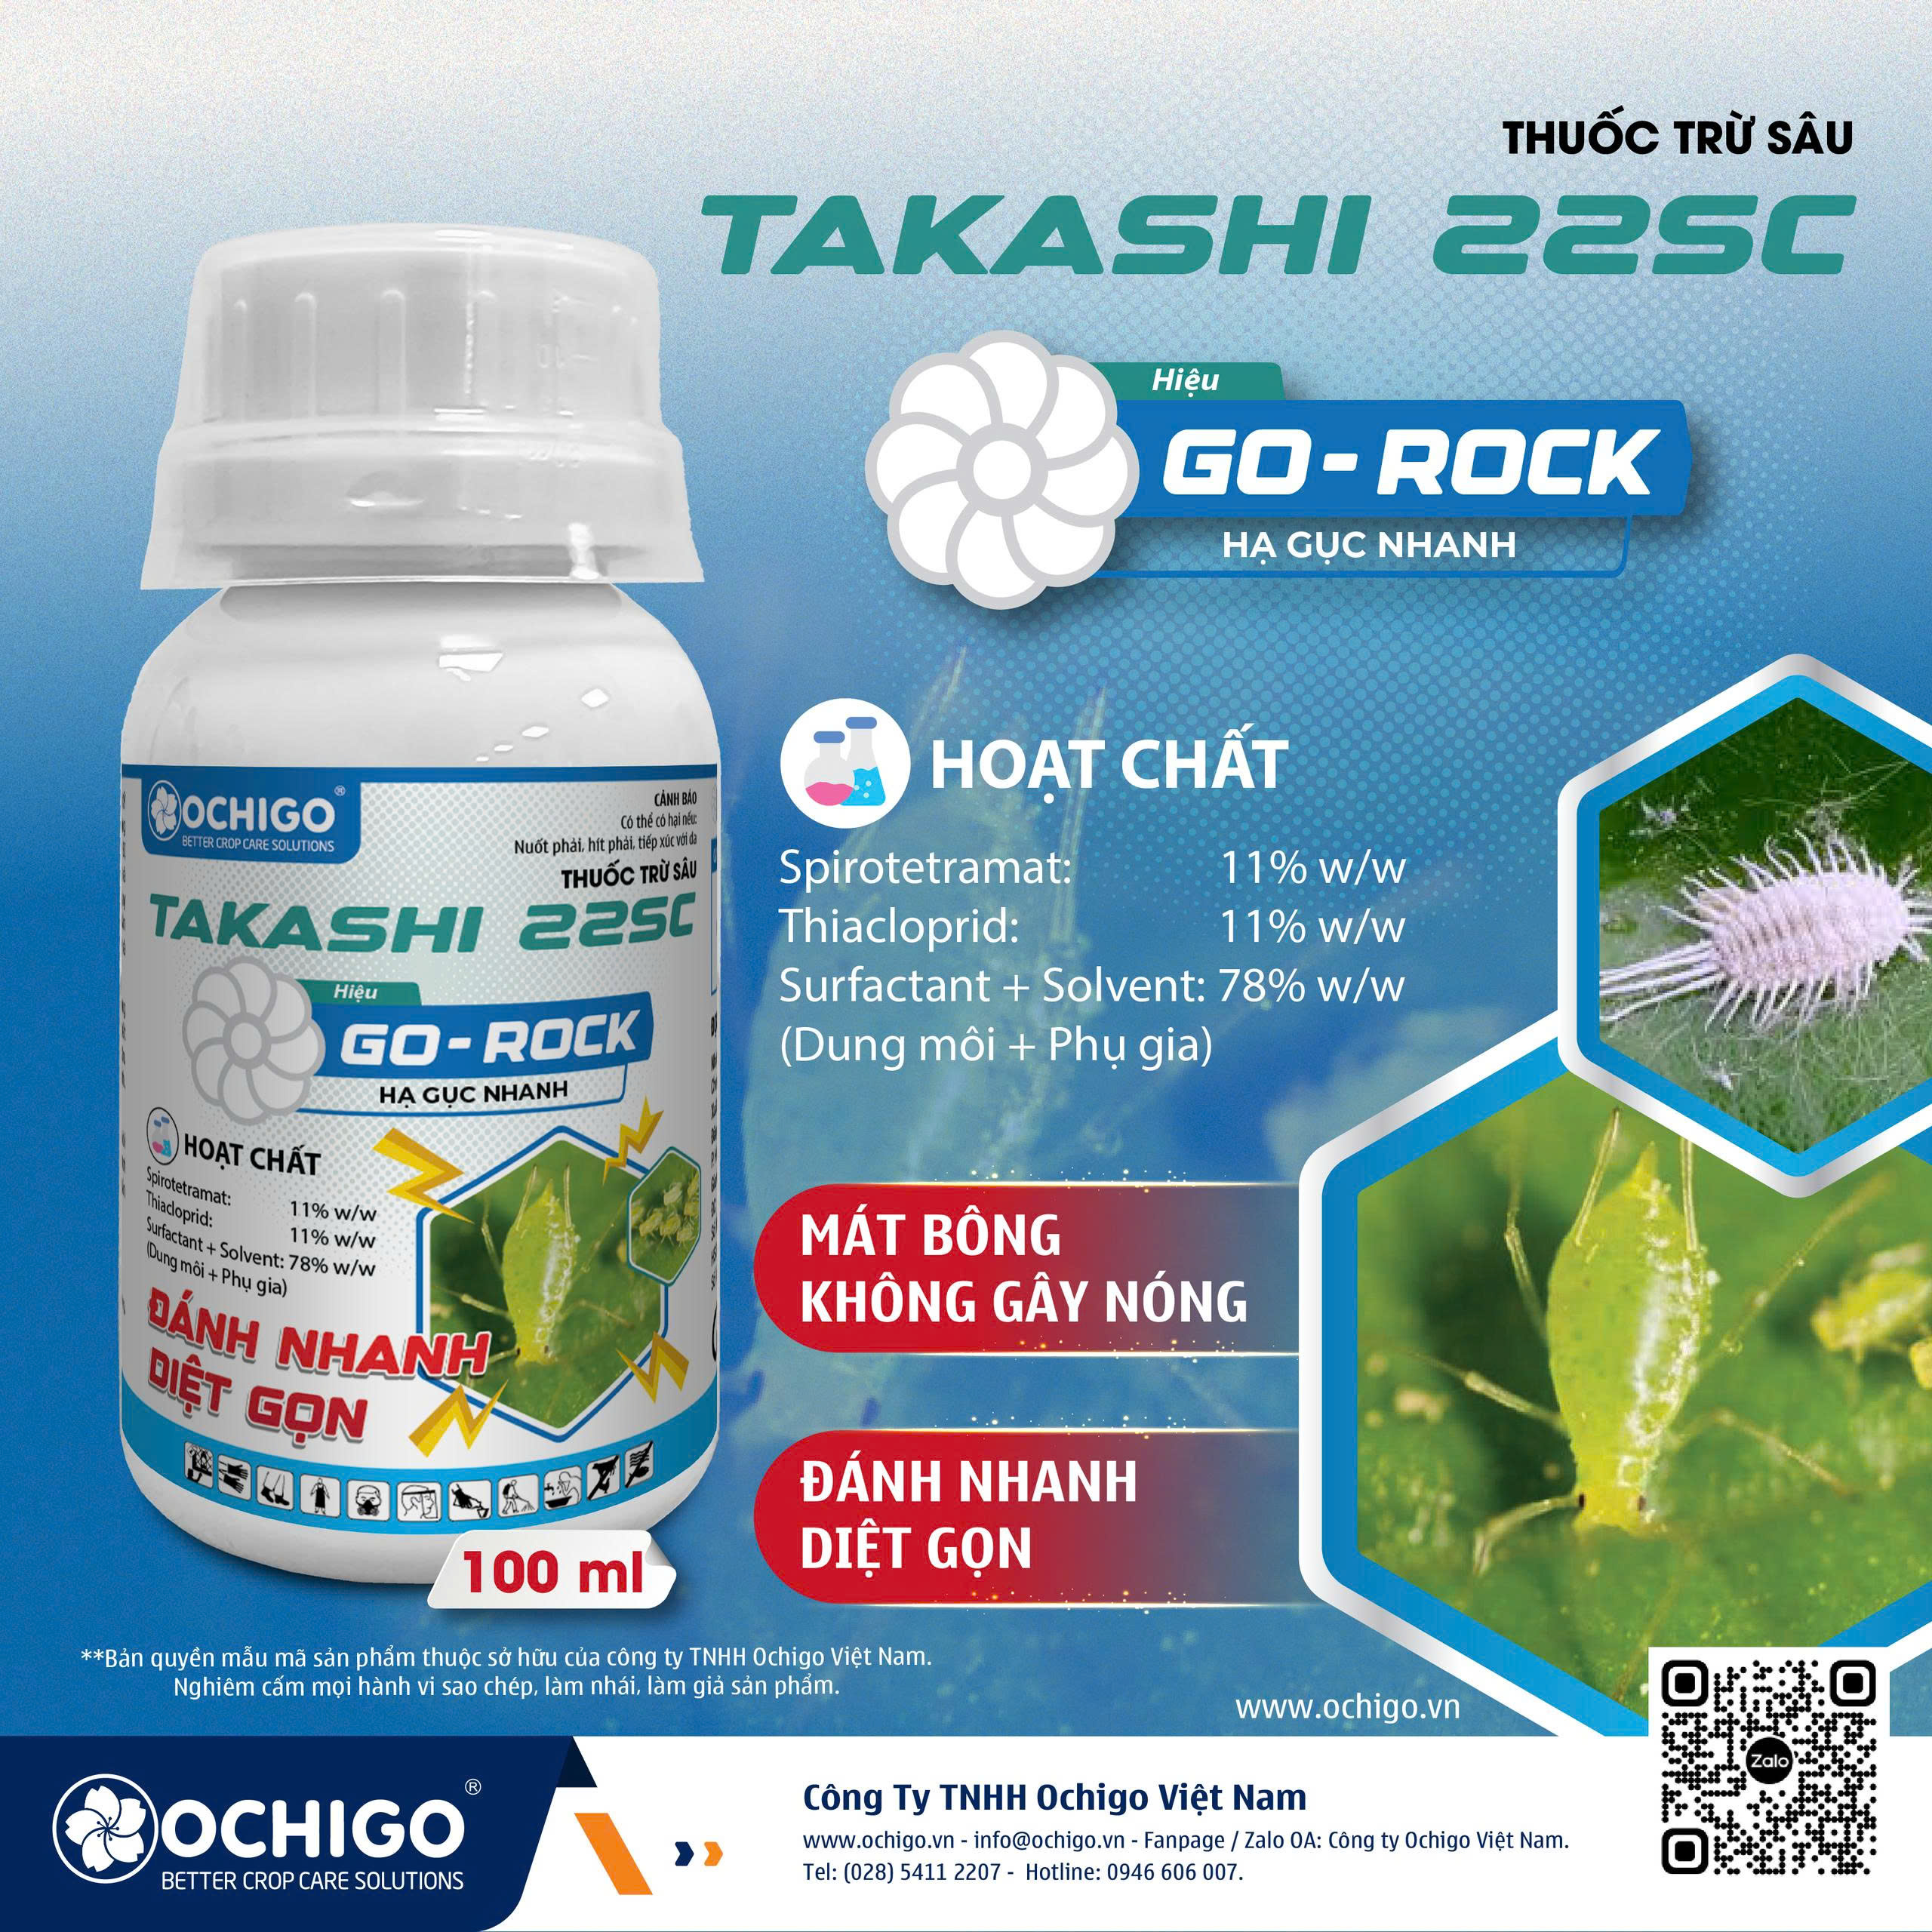 THUỐC TRỪ SÂU
TAKASHI 22SC
Hiệu
GO-ROCK
HẠ GỤC NHANH
HOẠT CHẤT
Spirotetramat: 11% w/w
Thiacloprid: 11% w/w
Surfactant + Solvent: 78% w/w
(Dung môi + Phụ gia)
MÁT BÔNG
KHÔNG GÂY NÓNG
ĐÁNH NHANH
DIỆT GỌN
OCHIGO®
BETTER CROP CARE SOLUTIONS
CẢNH BÁO
Có thể có hại nếu:
Nuốt phải, hít phải, tiếp xúc với da
THUỐC TRỪ SÂU
TAKASHI 22SC
Hiệu
GO-ROCK
HẠ GỤC NHANH
HOẠT CHẤT
Spirotetramat: 11% w/w
Thiacloprid: 11% w/w
Surfactant + Solvent: 78% w/w
(Dung môi + Phụ gia)
ĐÁNH NHANH
DIỆT GỌN
100 ml
**Bản quyền mẫu mã sản phẩm thuộc sở hữu của công ty TNHH Ochigo Việt Nam.
Nghiêm cấm mọi hành vi sao chép, làm nhái, làm giả sản phẩm.
www.ochigo.vn
Zalo
OCHIGO®
BETTER CROP CARE SOLUTIONS
Công Ty TNHH Ochigo Việt Nam
www.ochigo.vn - info@ochigo.vn - Fanpage / Zalo OA: Công ty Ochigo Việt Nam.
Tel: (028) 5411 2207 - Hotline: 0946 606 007.